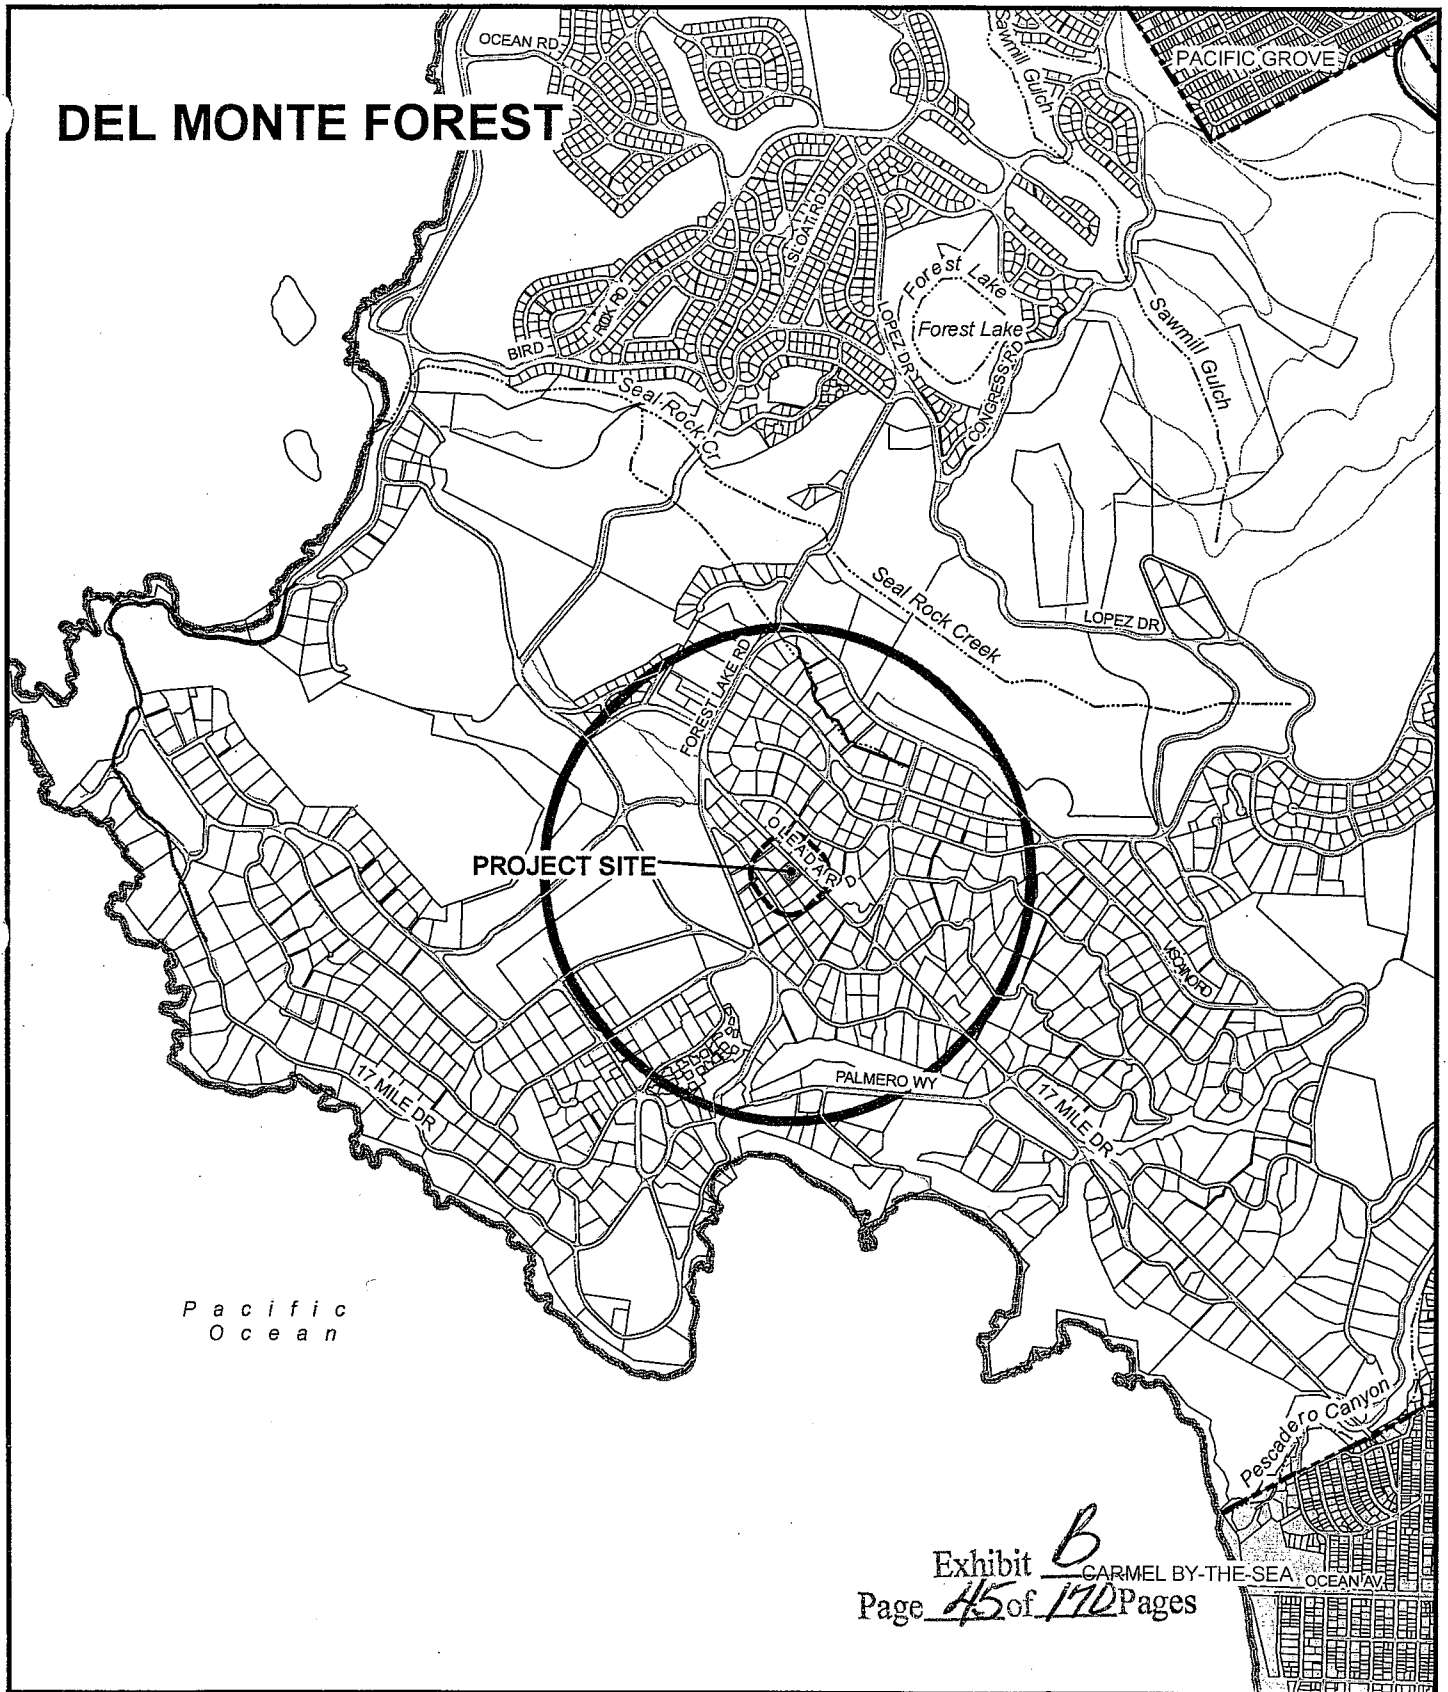 OCEAN RD
Sawmill Gulch
PACIFIC GROVE
DEL MONTE FOREST
SLOAT RD
Forest Lake
Forest Lake
ROX RD
BIRD
LOPEZ DR
CONGRESS RD
Sawmill Gulch
Seal Rock Cr
Seal Rock Creek
LOPEZ DR
FOREST LAKE RD
OLEADA RD
PROJECT SITE
17 MILE DR
PALMERO WY
17 MILE DR
Pacific
Ocean
Pescadero Canyon
Exhibit B
CARMEL BY-THE-SEA
OCEAN AV
Page 45 of 170 Pages